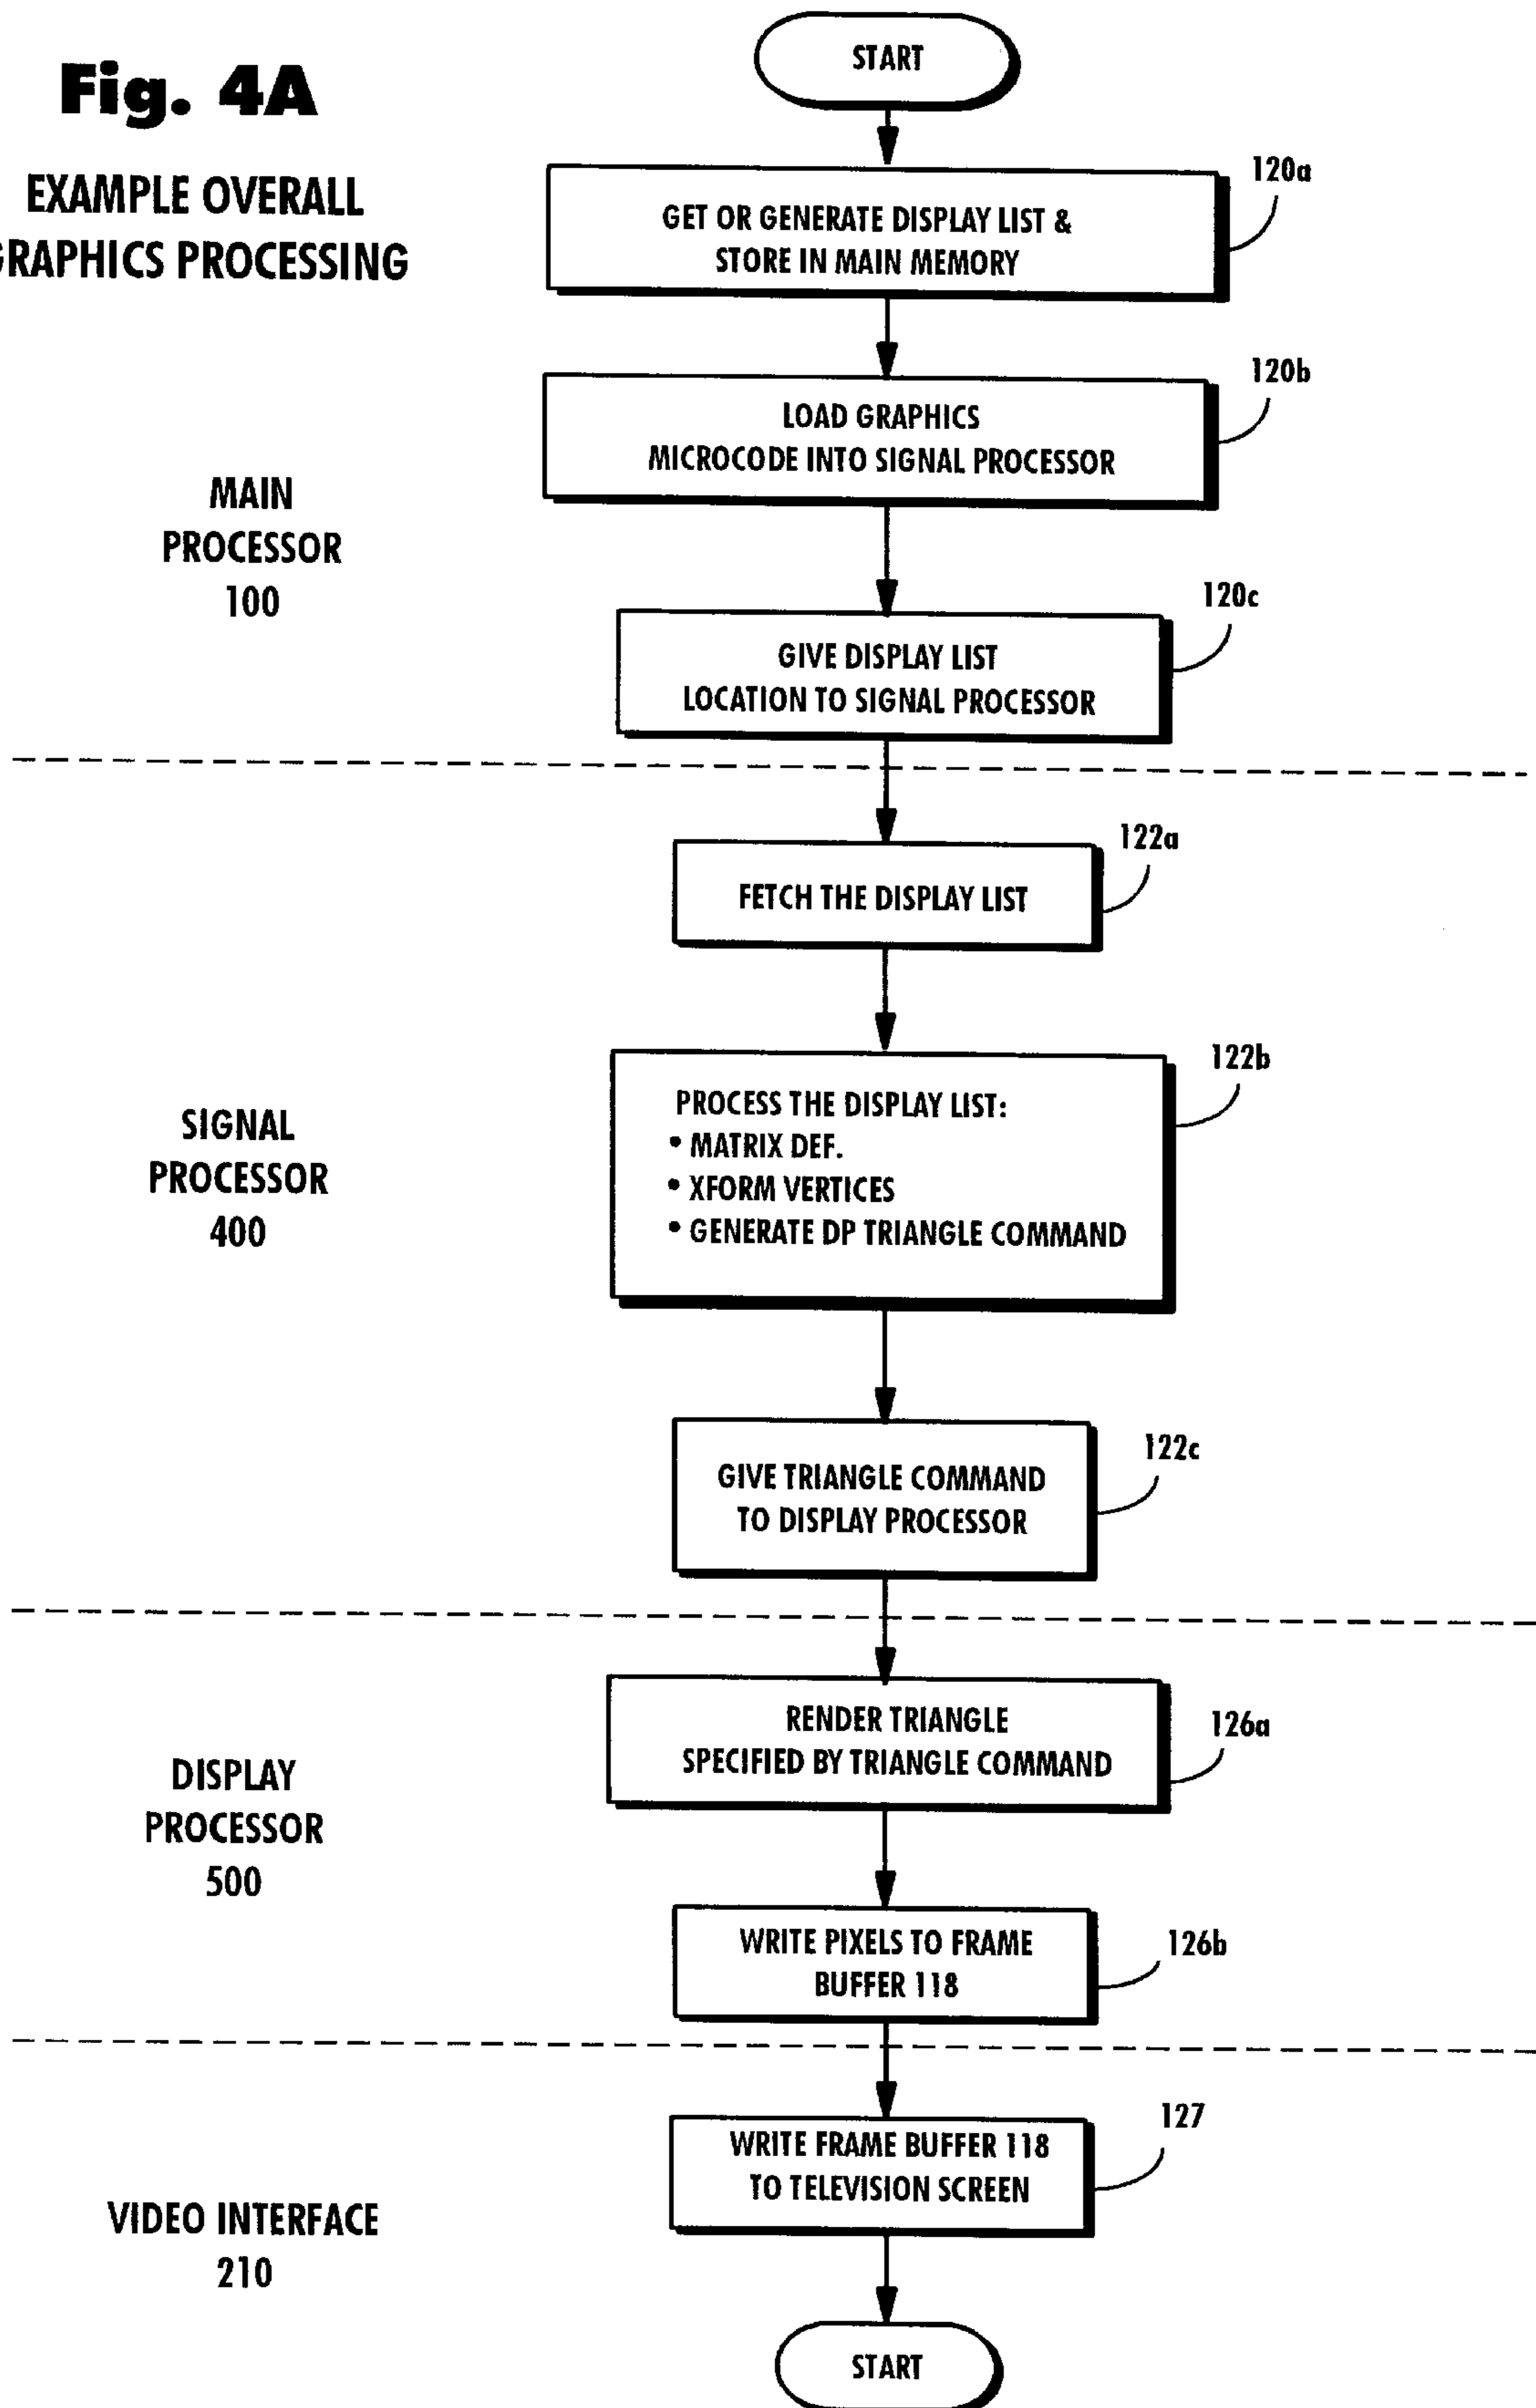 Fig. 4A
EXAMPLE OVERALL
GRAPHICS PROCESSING
START
GET OR GENERATE DISPLAY LIST &
STORE IN MAIN MEMORY
120a
LOAD GRAPHICS
MICROCODE INTO SIGNAL PROCESSOR
120b
MAIN
PROCESSOR
100
GIVE DISPLAY LIST
LOCATION TO SIGNAL PROCESSOR
120c
FETCH THE DISPLAY LIST
122a
SIGNAL
PROCESSOR
400
PROCESS THE DISPLAY LIST:
• MATRIX DEF.
• XFORM VERTICES
• GENERATE DP TRIANGLE COMMAND
122b
GIVE TRIANGLE COMMAND
TO DISPLAY PROCESSOR
122c
DISPLAY
PROCESSOR
500
RENDER TRIANGLE
SPECIFIED BY TRIANGLE COMMAND
126a
WRITE PIXELS TO FRAME
BUFFER 118
126b
VIDEO INTERFACE
210
WRITE FRAME BUFFER 118
TO TELEVISION SCREEN
127
START